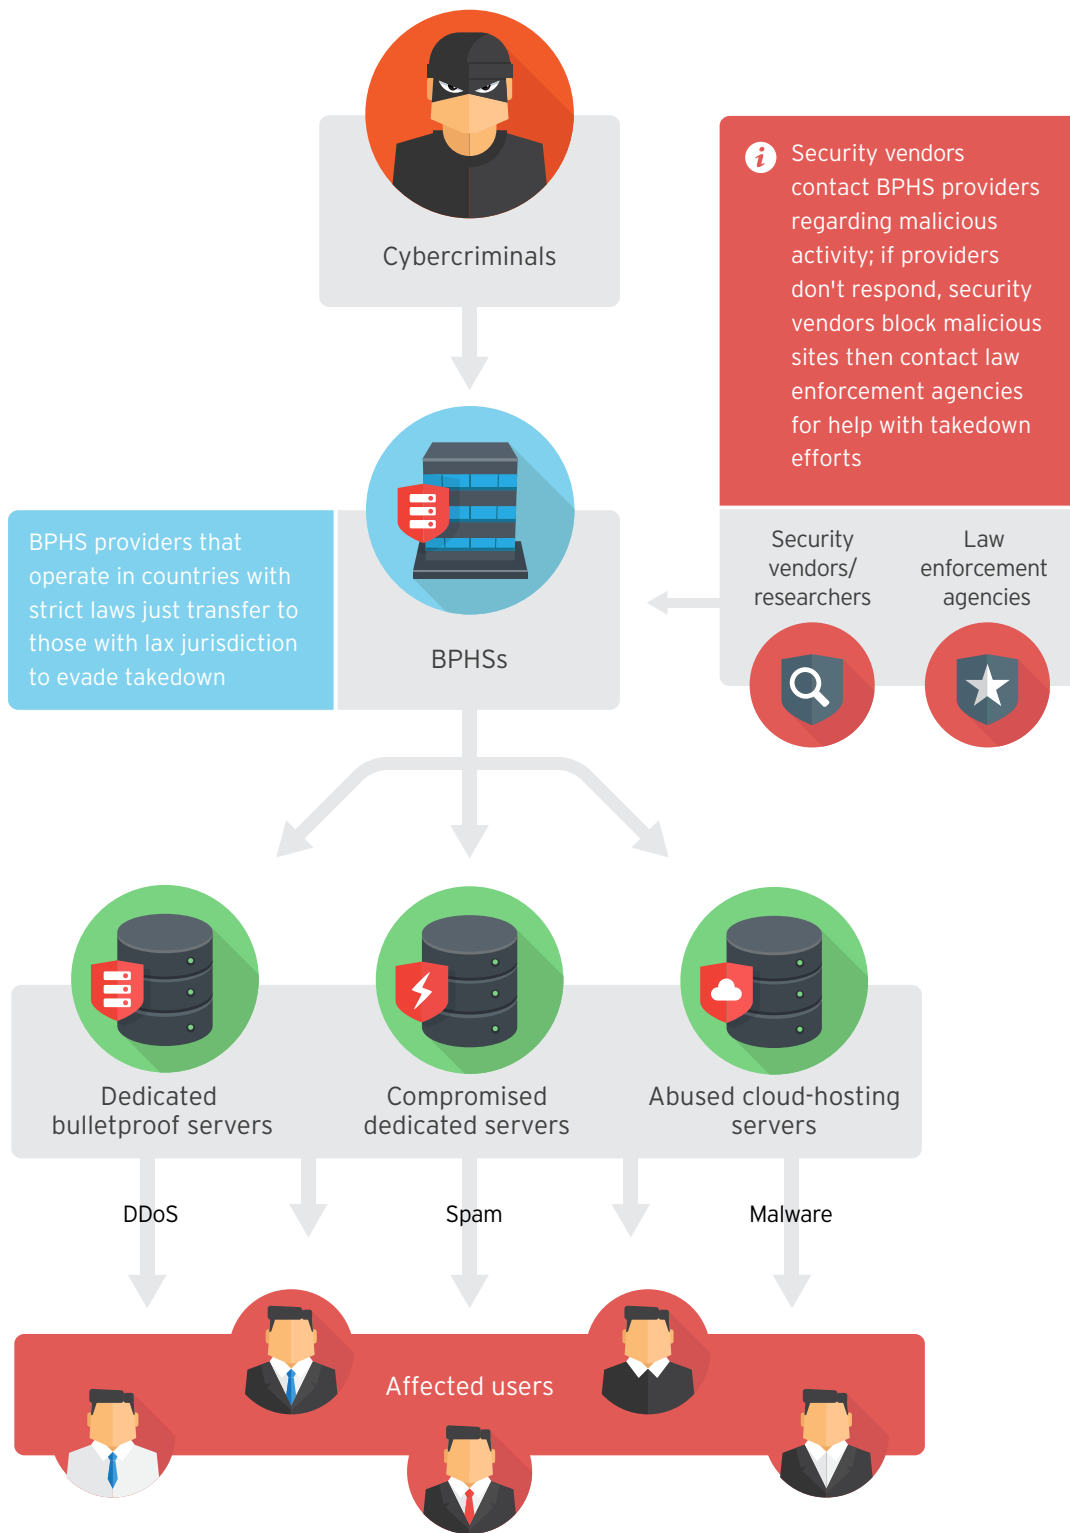 Cybercriminals
Security vendors
contact BPHS providers
regarding malicious
activity; if providers
don't respond, security
vendors block malicious
sites then contact law
enforcement agencies
for help with takedown
efforts
BPHS providers that
operate in countries with
strict laws just transfer to
those with lax jurisdiction
to evade takedown
BPHSs
Security
vendors/
researchers
Law
enforcement
agencies
Dedicated
bulletproof servers
Compromised
dedicated servers
Abused cloud-hosting
servers
DDoS
Spam
Malware
Affected users